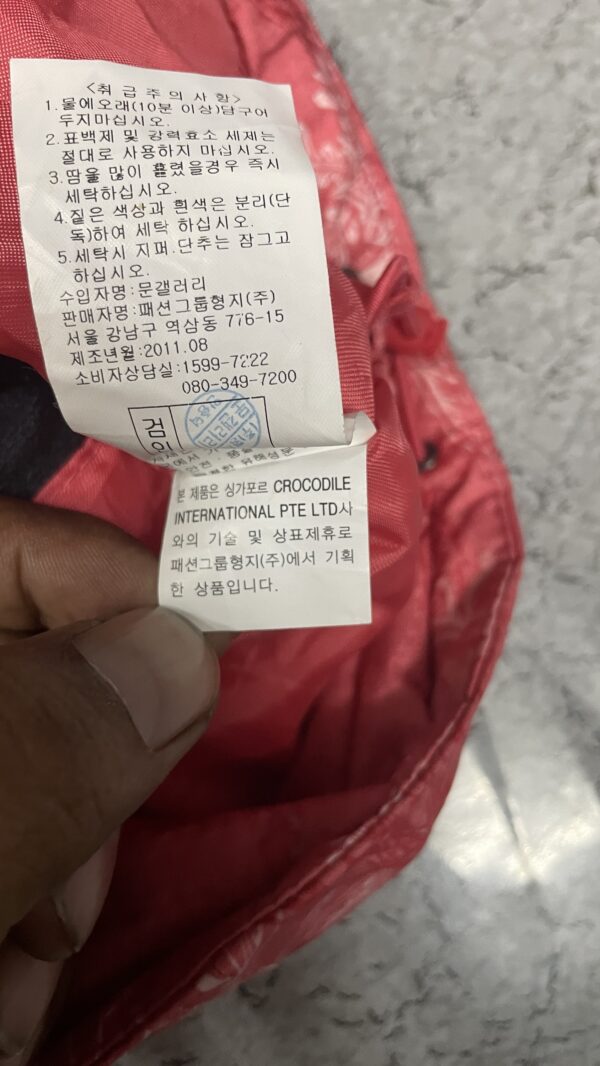 <취 급 주 의 사 항>
1. 물에오래(10분 이상)담구어
두지마십시오.
2. 표백제 및 강력효소 세제는
절대로 사용하지 마십시오.
3. 땀을 많이 흘렸을경우 즉시
세탁하십시오.
4. 짙은 색상과 흰색은 분리(단
독)하여 세탁 하십시오.
5. 세탁시 지퍼.단추는 잠그고
하십시오.
수입자명:문갤러리
판매자명:패션그룹형지(주)
서울 강남구 역삼동 776-15
제조년월:2011.08
소비자상담실:1599-7222
080-349-7200
검
유해성분
본 제품은 싱가포르 CROCODILE
INTERNATIONAL PTE LTD사
와의 기술 및 상표제휴로
패션그룹형지(주)에서 기획
한 상품입니다.